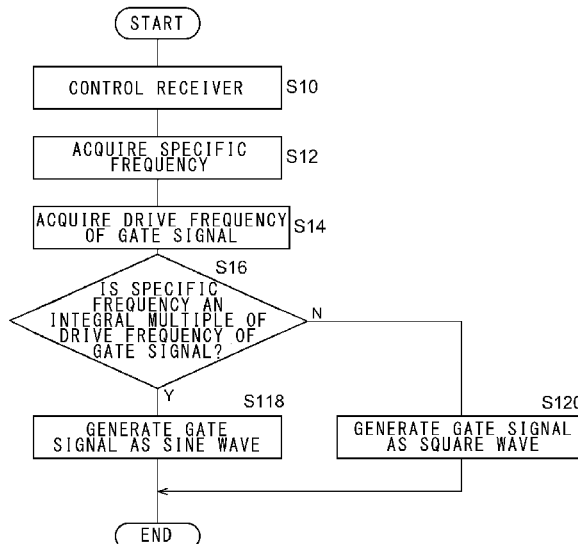 START
CONTROL RECEIVER
S10
ACQUIRE SPECIFIC
FREQUENCY
S12
ACQUIRE DRIVE FREQUENCY
OF GATE SIGNAL
S14
S16
IS SPECIFIC
FREQUENCY AN
INTEGRAL MULTIPLE OF
DRIVE FREQUENCY OF
GATE SIGNAL?
N
Y
S118
GENERATE GATE
SIGNAL AS SINE WAVE
S120
GENERATE GATE SIGNAL
AS SQUARE WAVE
END